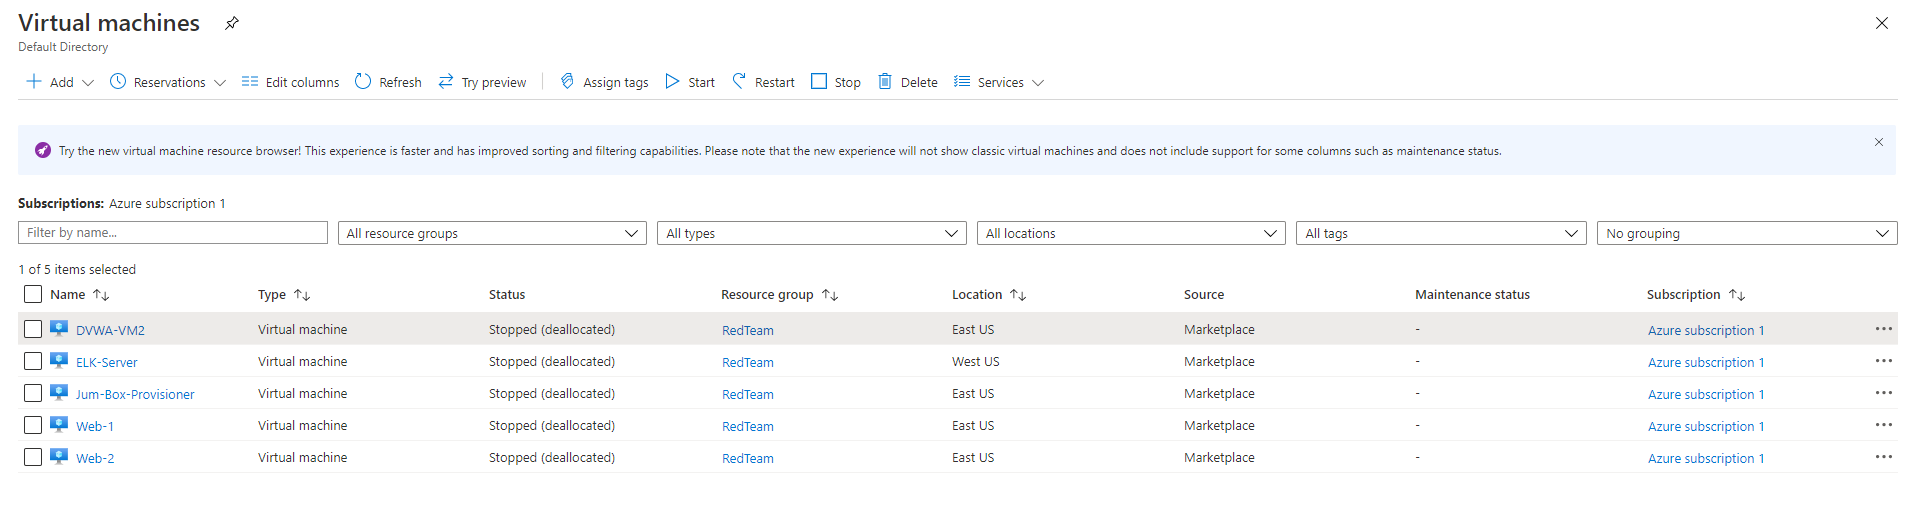 Virtual machines
Default Directory
Add Reservations Edit columns Refresh Try preview Assign tags Start Restart Stop Delete Services
Try the new virtual machine resource browser! This experience is faster and has improved sorting and filtering capabilities. Please note that the new experience will not show classic virtual machines and does not include support for some columns such as maintenance status.
Subscriptions: Azure subscription 1
Filter by name... All resource groups All types All locations All tags No grouping
1 of 5 items selected
Name Type Status Resource group Location Source Maintenance status Subscription
DVWA-VM2 Virtual machine Stopped (deallocated) RedTeam East US Marketplace - Azure subscription 1
ELK-Server Virtual machine Stopped (deallocated) RedTeam West US Marketplace - Azure subscription 1
Jum-Box-Provisioner Virtual machine Stopped (deallocated) RedTeam East US Marketplace - Azure subscription 1
Web-1 Virtual machine Stopped (deallocated) RedTeam East US Marketplace - Azure subscription 1
Web-2 Virtual machine Stopped (deallocated) RedTeam East US Marketplace - Azure subscription 1